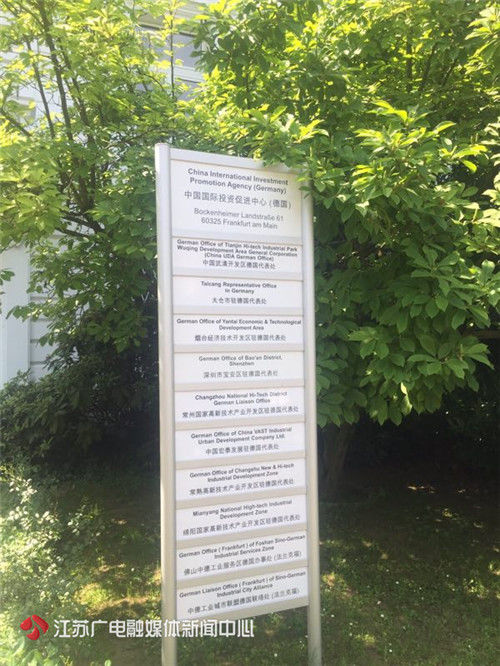 China International Investment
Promotion Agency (Germany)
中国国际投资促进中心 (德国)
Bockenheimer Landstraße 61
60325 Frankfurt am Main
German Office of Tianjin Hi-tech Industrial Park
Wuqing Development Area General Corporation
(China UDA German Office)
中国武清开发区德国代表处
Taicang Representative Office
in Germany
太仓市驻德国代表处
German Office of Yantai Economic & Technological
Development Area
烟台经济技术开发区驻德国代表处
German Office of Bao'an District,
Shenzhen
深圳市宝安区驻德国代表处
Changzhou National Hi-Tech District
German Liaison Office
常州国家高新技术产业开发区驻德国代表处
German Office of China VAST Industrial
Urban Development Company Ltd.
中国宏泰发展驻德国代表处
German Office of Changshu New & Hi-tech
Industrial Development Zone
常熟高新技术产业开发区驻德国代表处
Mianyang National High-tech Industrial
Development Zone
绵阳国家高新技术产业开发区驻德国代表处
German Office ( Frankfurt ) of Foshan Sino-German
Industrial Services Zone
佛山中德工业服务区德国办事处 (法兰克福)
German Liaison Office ( Frankfurt ) of Sino-German
Industrial City Alliance
中德工业城市联盟德国联络处 (法兰克福)
江苏广电融媒体新闻中心